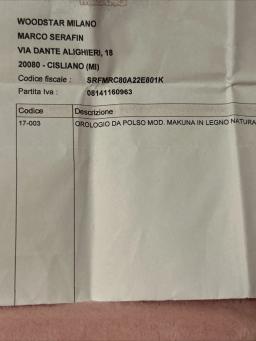 WOODSTAR MILANO
MARCO SERAFIN
VIA DANTE ALIGHIERI, 18
20080 - CISLIANO (MI)
Codice fiscale : SRFMRC80A22E801K
Partita Iva : 08141160963
Codice Descrizione
17-003 OROLOGIO DA POLSO MOD. MAKUNA IN LEGNO NATURA